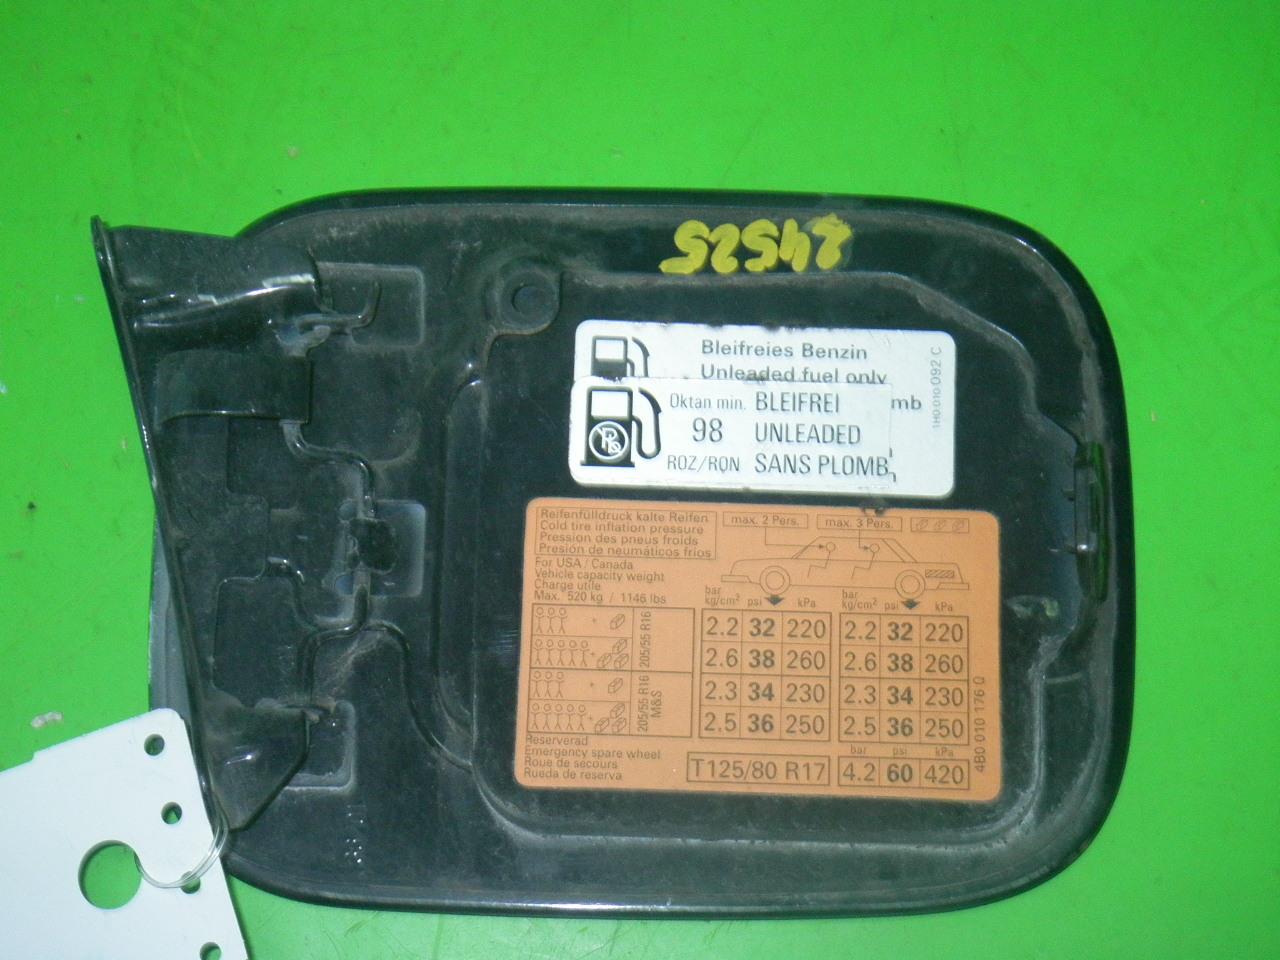 24525
Bleifreies Benzin
Unleaded fuel only
mb
1H0 010 092 C
Oktan min. BLEIFREI
98 UNLEADED
ROZ/RON SANS PLOMB
Reifenfülldruck kalte Reifen
Cold tire inflation pressure
Pression des pneus froids
Presión de neumáticos frios
max. 2 Pers. max. 3 Pers.
For USA / Canada
Vehicle capacity weight
Charge utile
Max. 520 kg / 1146 lbs
bar kg/cm² psi kPa bar kg/cm² psi kPa
205/55 R16
2.2 32 220 2.2 32 220
2.6 38 260 2.6 38 260
205/55 R16 M&S
2.3 34 230 2.3 34 230
2.5 36 250 2.5 36 250
Reserverad
Emergency spare wheel
Roue de secours
Rueda de reserva
bar psi kPa
T125/80 R17 4.2 60 420
4B0 010 176 Q